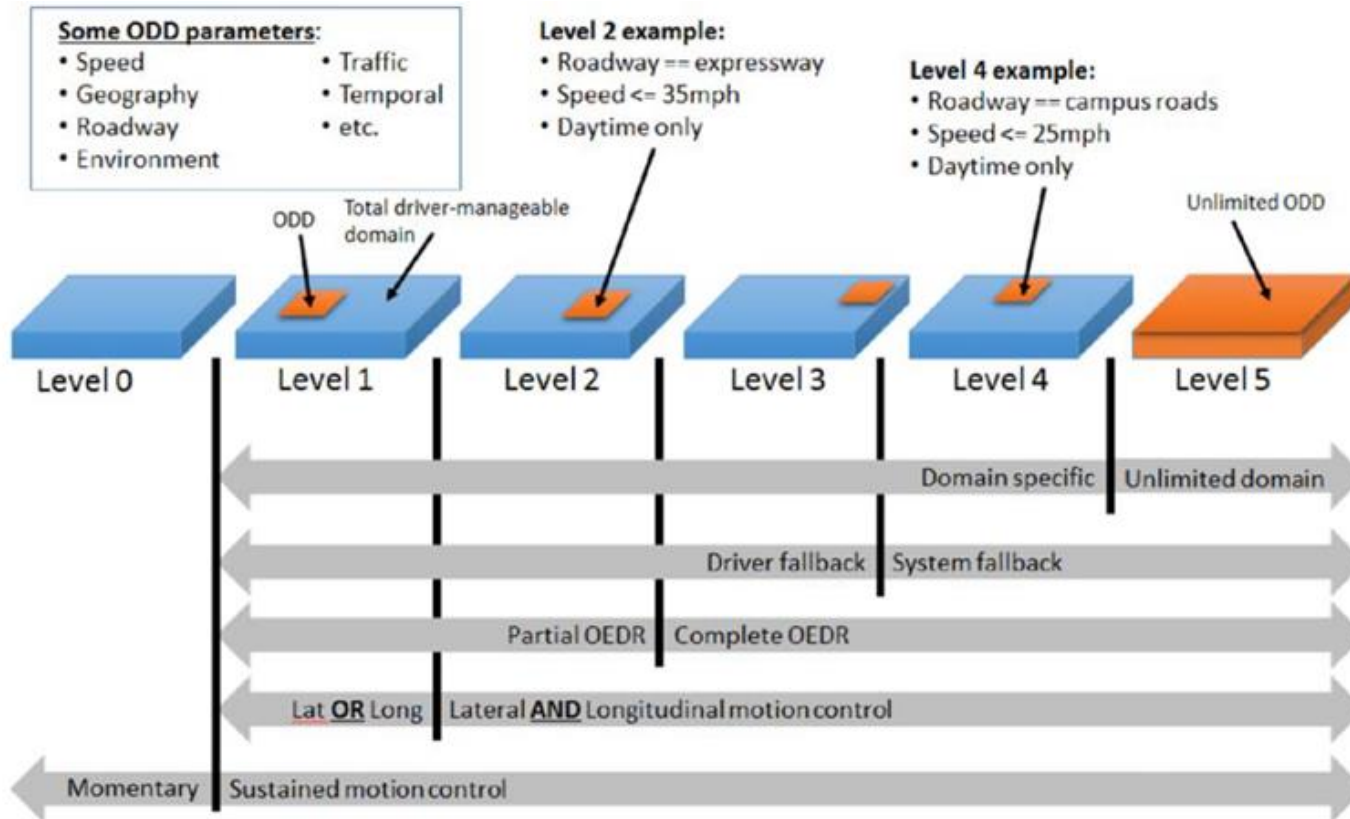 Some ODD parameters:
• Speed
• Geography
• Roadway
• Environment
• Traffic
• Temporal
• etc.
Level 2 example:
• Roadway == expressway
• Speed <= 35mph
• Daytime only
Level 4 example:
• Roadway == campus roads
• Speed <= 25mph
• Daytime only
ODD
Total driver-manageable
domain
Unlimited ODD
Level 0
Level 1
Level 2
Level 3
Level 4
Level 5
Domain specific
Unlimited domain
Driver fallback
System fallback
Partial OEDR
Complete OEDR
Lat OR Long
Lateral AND Longitudinal motion control
Momentary
Sustained motion control